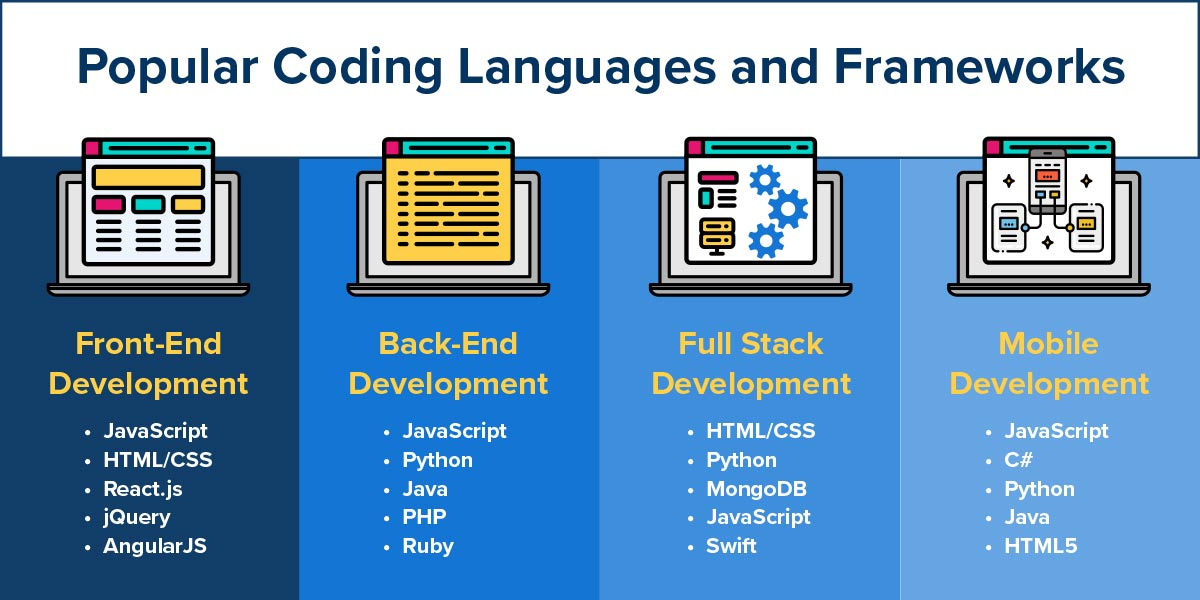 Popular Coding Languages and Frameworks
Front-End
Development
• JavaScript
• HTML/CSS
• React.js
• jQuery
• AngularJS
Back-End
Development
• JavaScript
• Python
• Java
• PHP
• Ruby
Full Stack
Development
• HTML/CSS
• Python
• MongoDB
• JavaScript
• Swift
Mobile
Development
• JavaScript
• C#
• Python
• Java
• HTML5